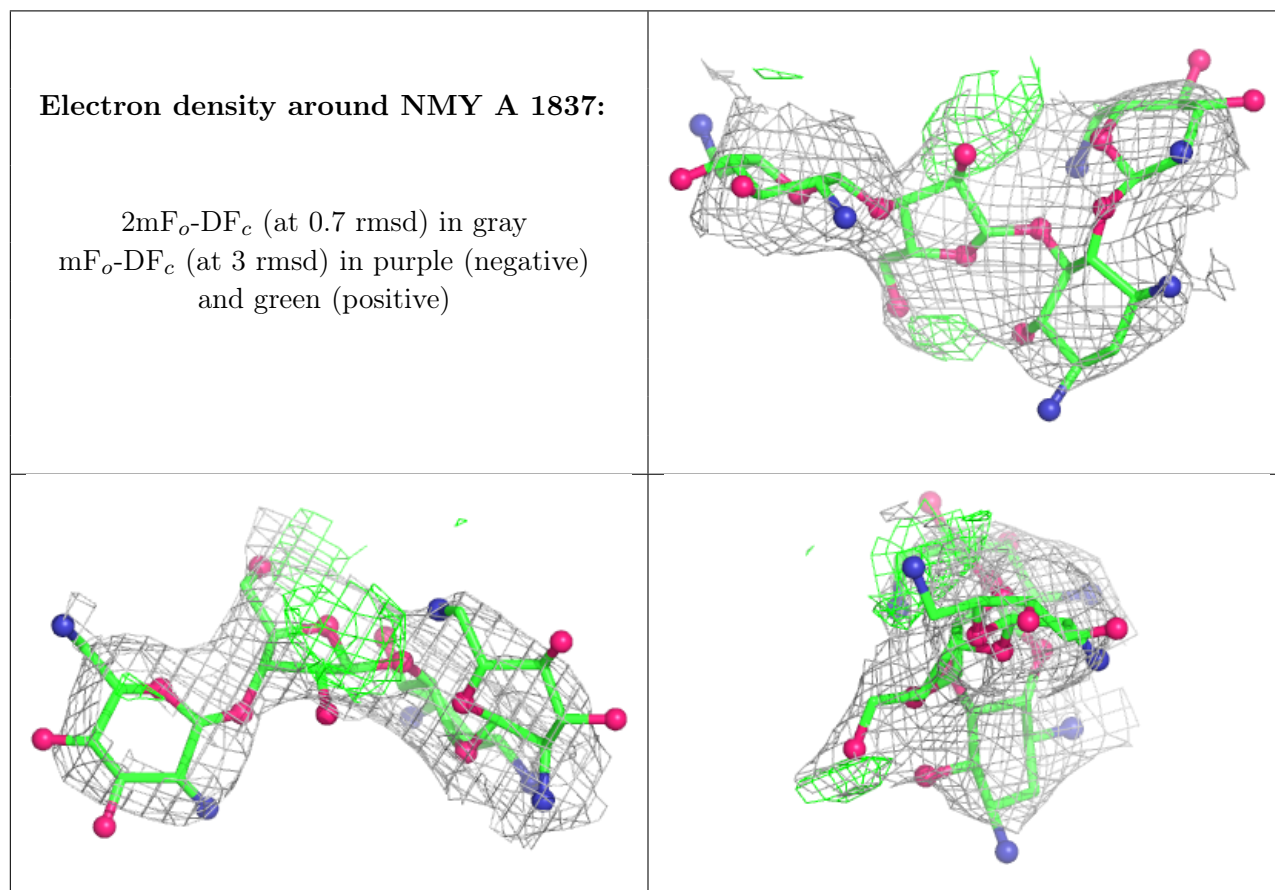 Electron density around NMY A 1837:
2mFo-DFc (at 0.7 rmsd) in gray
mFo-DFc (at 3 rmsd) in purple (negative)
and green (positive)